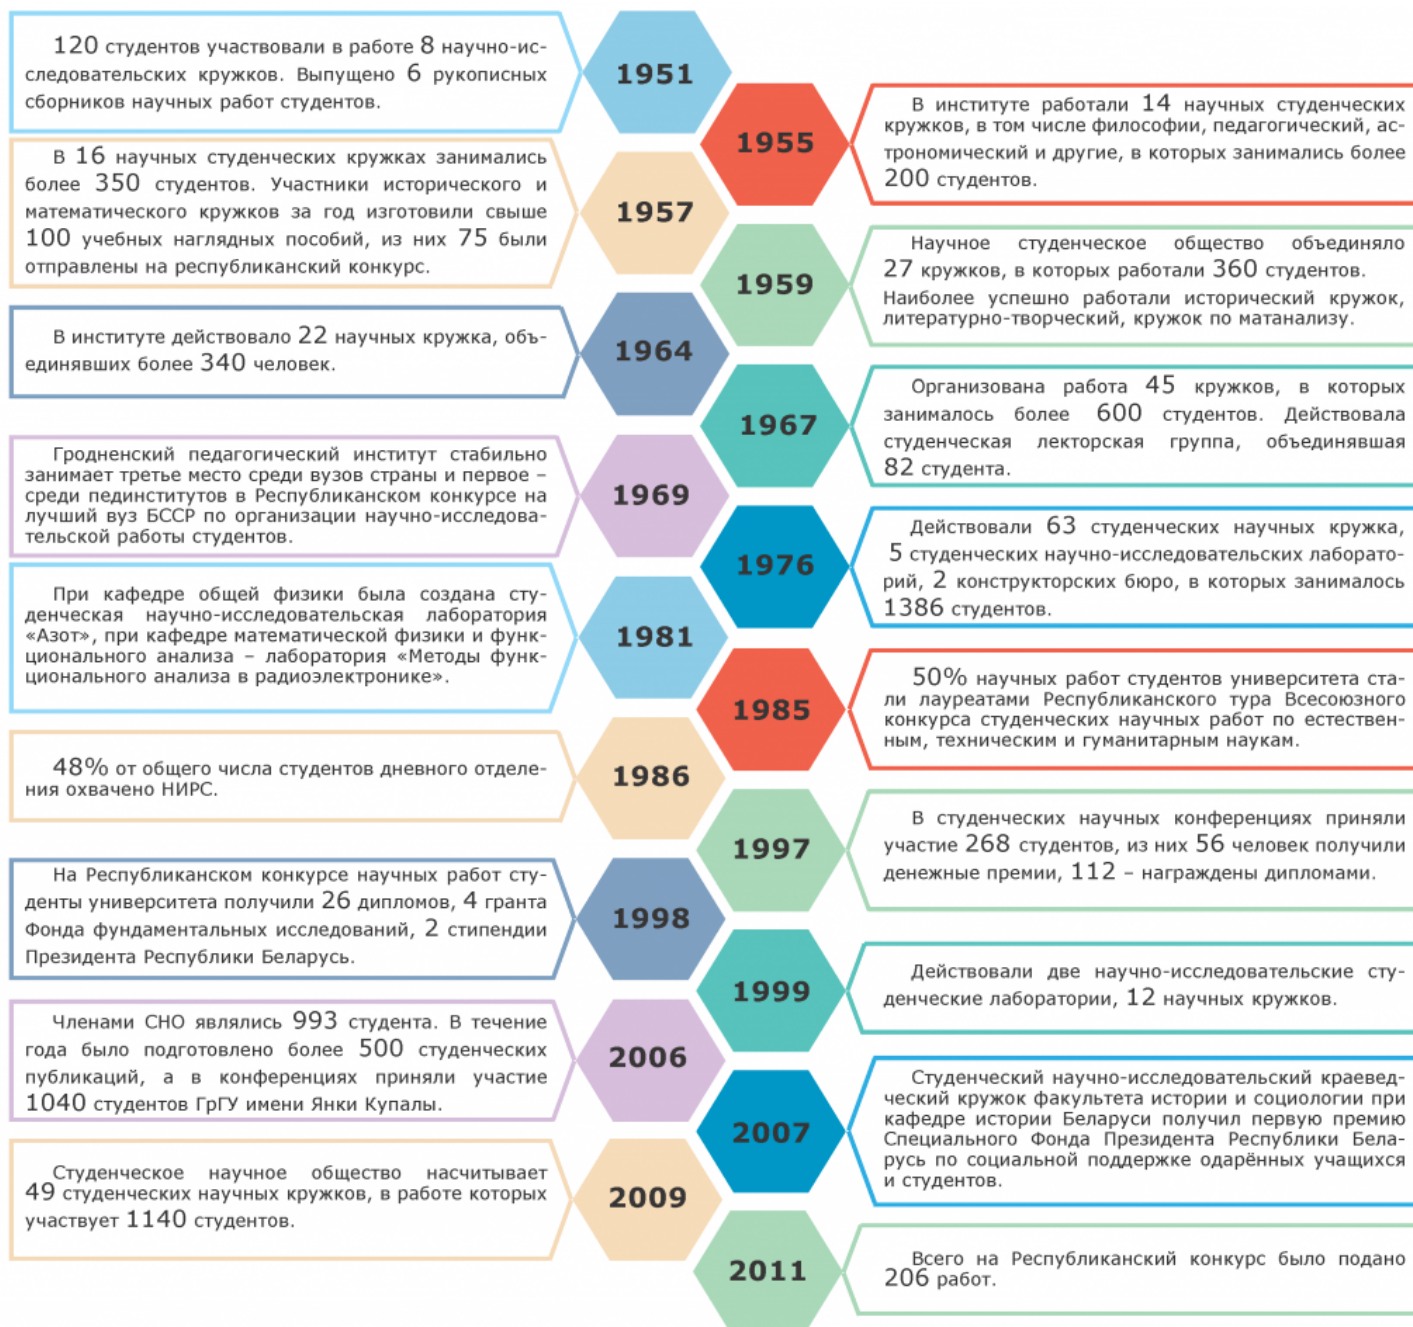 120 студентов участвовали в работе 8 научно-ис-
следовательских кружков. Выпущено 6 рукописных
сборников научных работ студентов.
1951
1955
В институте работали 14 научных студенческих
кружков, в том числе философии, педагогический, ас-
трономический и другие, в которых занимались более
200 студентов.
В 16 научных студенческих кружках занимались
более 350 студентов. Участники исторического и
математического кружков за год изготовили свыше
100 учебных наглядных пособий, из них 75 были
отправлены на республиканский конкурс.
1957
1959
Научное студенческое общество объединяло
27 кружков, в которых работали 360 студентов.
Наиболее успешно работали исторический кружок,
литературно-творческий, кружок по матанализу.
В институте действовало 22 научных кружка, объ-
единявших более 340 человек.
1964
1967
Организована работа 45 кружков, в которых
занималось более 600 студентов. Действовала
студенческая лекторская группа, объединявшая
82 студента.
Гродненский педагогический институт стабильно
занимает третье место среди вузов страны и первое –
среди пединститутов в Республиканском конкурсе на
лучший вуз БССР по организации научно-исследова-
тельской работы студентов.
1969
1976
Действовали 63 студенческих научных кружка,
5 студенческих научно-исследовательских лаборато-
рий, 2 конструкторских бюро, в которых занималось
1386 студентов.
При кафедре общей физики была создана сту-
денческая научно-исследовательская лаборатория
«Азот», при кафедре математической физики и функ-
ционального анализа – лаборатория «Методы функ-
ционального анализа в радиоэлектронике».
1981
1985
50% научных работ студентов университета ста-
ли лауреатами Республиканского тура Всесоюзного
конкурса студенческих научных работ по естествен-
ным, техническим и гуманитарным наукам.
48% от общего числа студентов дневного отделе-
ния охвачено НИРС.
1986
1997
В студенческих научных конференциях приняли
участие 268 студентов, из них 56 человек получили
денежные премии, 112 – награждены дипломами.
На Республиканском конкурсе научных работ сту-
денты университета получили 26 дипломов, 4 гранта
Фонда фундаментальных исследований, 2 стипендии
Президента Республики Беларусь.
1998
1999
Действовали две научно-исследовательские сту-
денческие лаборатории, 12 научных кружков.
Членами СНО являлись 993 студента. В течение
года было подготовлено более 500 студенческих
публикаций, а в конференциях приняли участие
1040 студентов ГрГУ имени Янки Купалы.
2006
2007
Студенческий научно-исследовательский краевед-
ческий кружок факультета истории и социологии при
кафедре истории Беларуси получил первую премию
Специального Фонда Президента Республики Бела-
русь по социальной поддержке одарённых учащихся
и студентов.
Студенческое научное общество насчитывает
49 студенческих научных кружков, в работе которых
участвует 1140 студентов.
2009
2011
Всего на Республиканский конкурс было подано
206 работ.